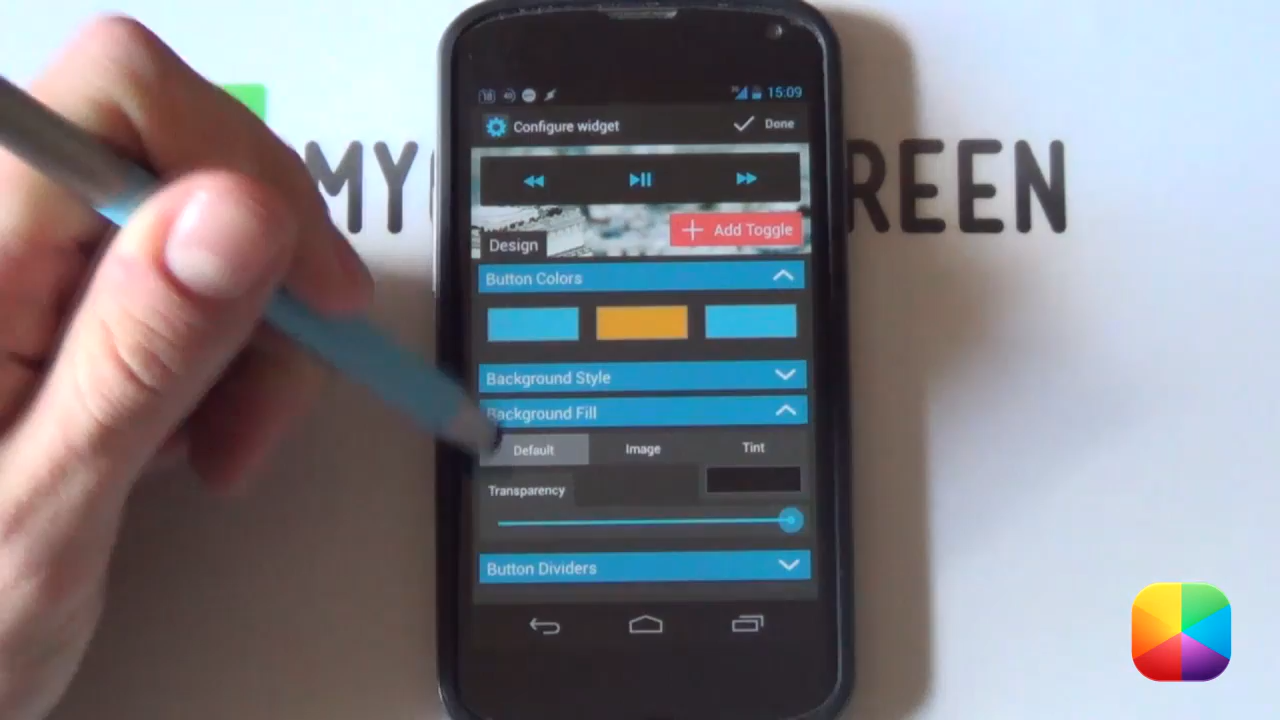 15:09
Configure widget
Done
MY REEN
Add Toggle
Design
Button Colors
Background Style
Background Fill
Default Image Tint
Transparency
Button Dividers